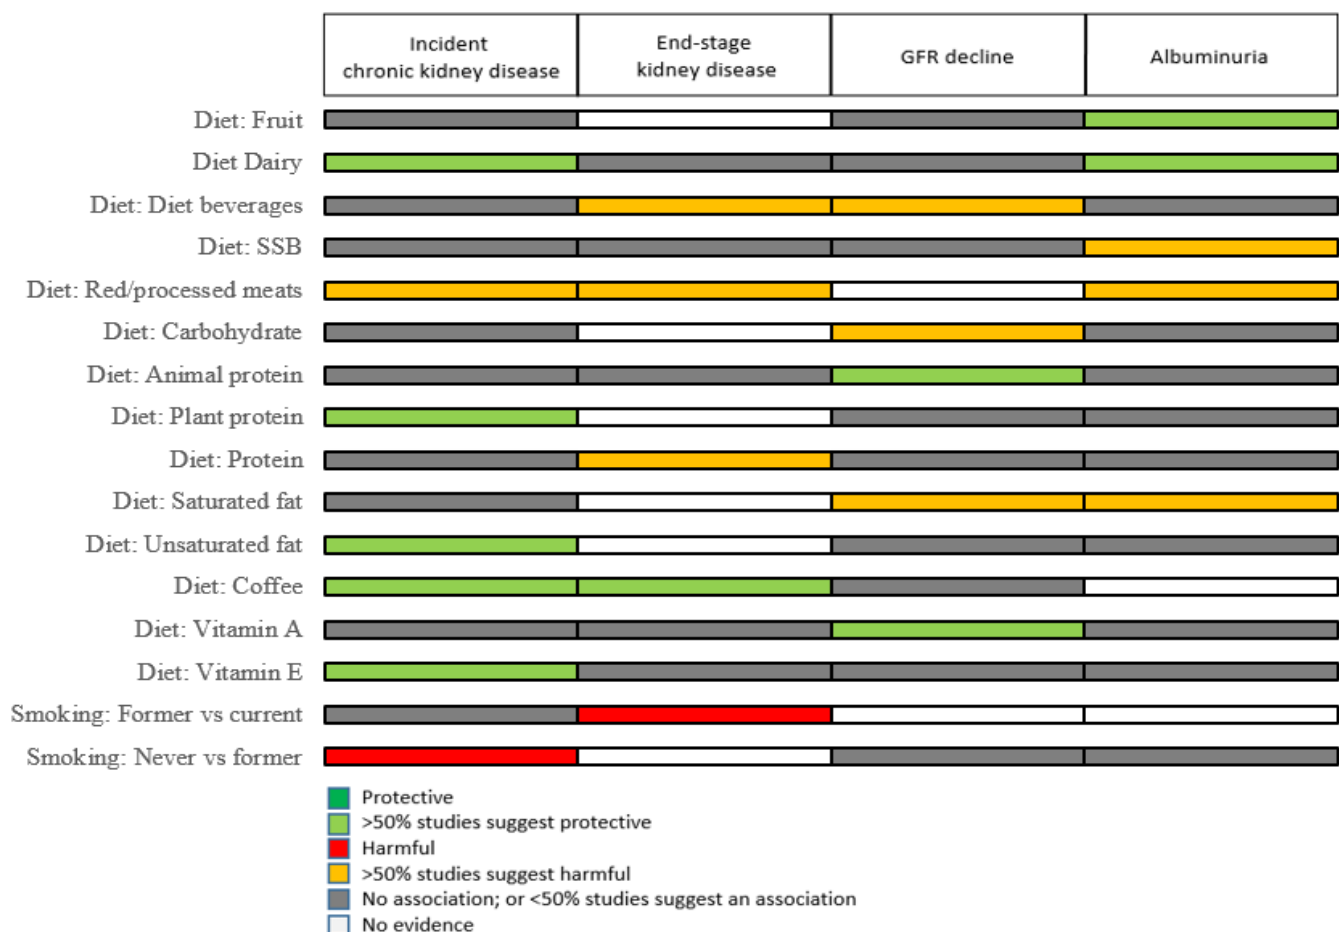 Incident
chronic kidney disease
End-stage
kidney disease
GFR decline
Albuminuria
Diet: Fruit
Diet Dairy
Diet: Diet beverages
Diet: SSB
Diet: Red/processed meats
Diet: Carbohydrate
Diet: Animal protein
Diet: Plant protein
Diet: Protein
Diet: Saturated fat
Diet: Unsaturated fat
Diet: Coffee
Diet: Vitamin A
Diet: Vitamin E
Smoking: Former vs current
Smoking: Never vs former
Protective
>50% studies suggest protective
Harmful
>50% studies suggest harmful
No association; or <50% studies suggest an association
No evidence